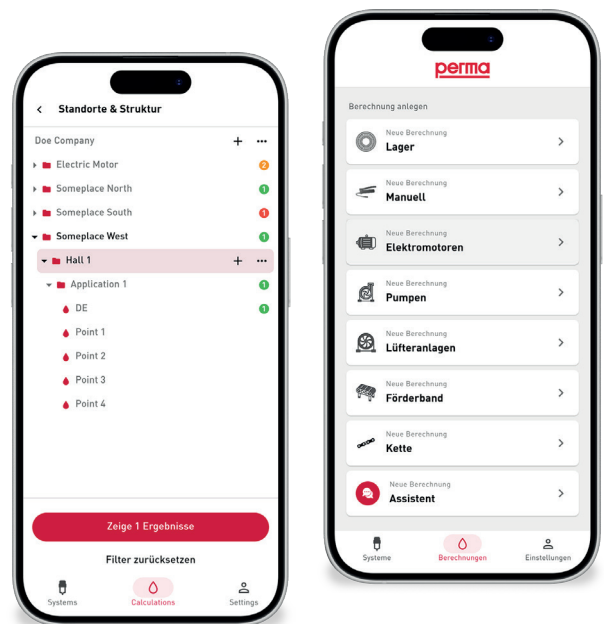 Standorte & Struktur
Doe Company
Electric Motor
2
Someplace North
1
Someplace South
1
Someplace West
1
Hall 1
Application 1
1
DE
1
Point 1
Point 2
Point 3
Point 4
Zeige 1 Ergebnisse
Filter zurücksetzen
Systems
Calculations
Settings
perma
Berechnung anlegen
Neue Berechnung
Lager
Neue Berechnung
Manuell
Neue Berechnung
Elektromotoren
Neue Berechnung
Pumpen
Neue Berechnung
Lüfteranlagen
Neue Berechnung
Förderband
Neue Berechnung
Kette
Neue Berechnung
Assistent
Systeme
Berechnungen
Einstellungen